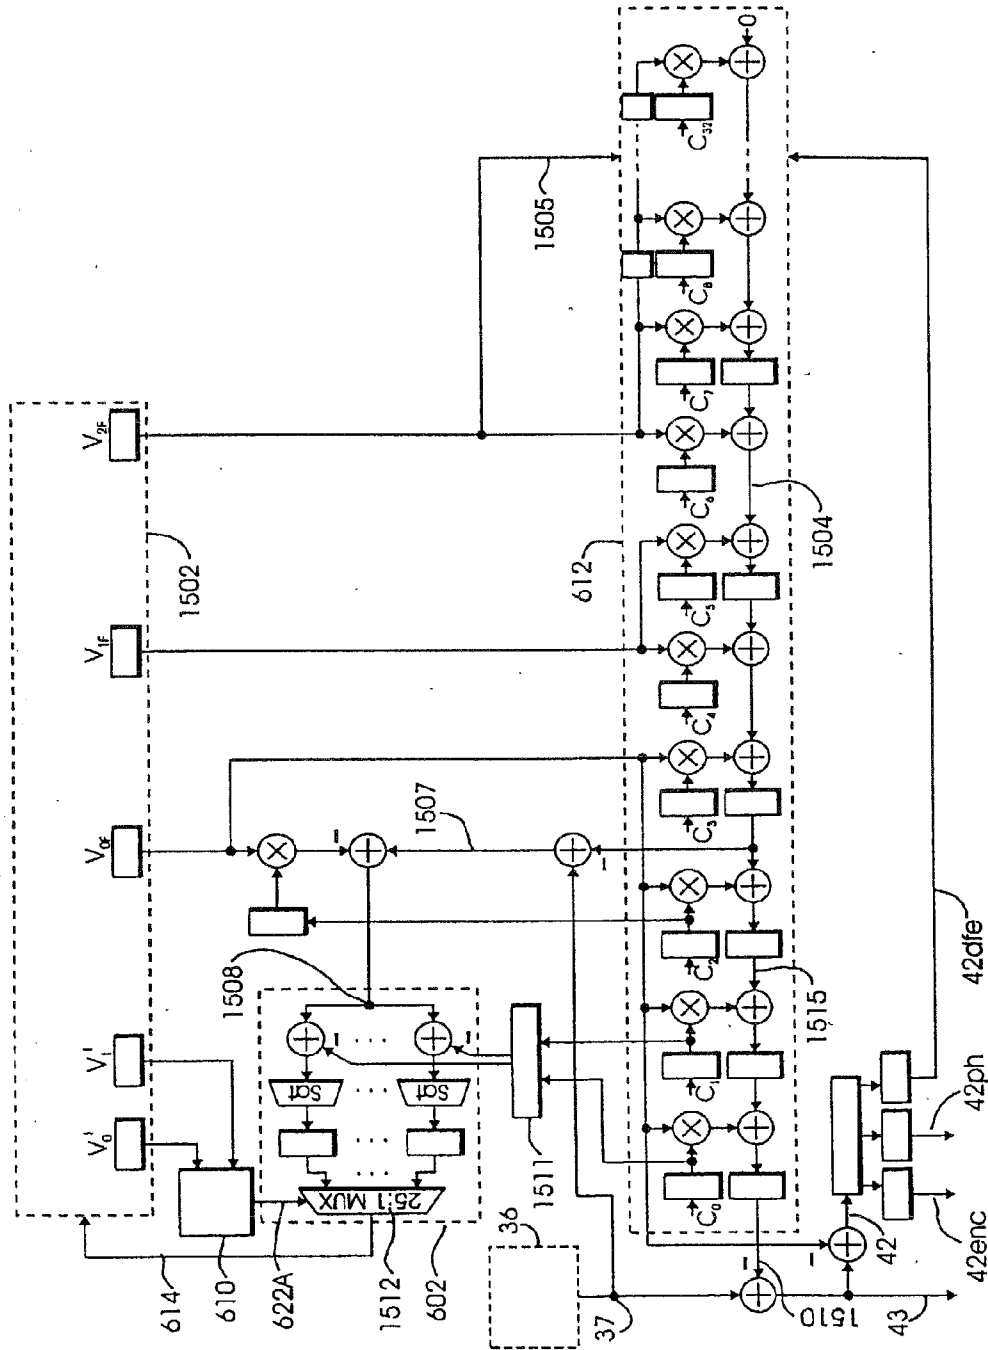 V₀'
V₁'
V₀F
V₁F
V₂F
1502
614
610
622A
1512
602
25:1 MUX
Sat
Sat
1508
1511
1507
1505
612
36
37
C₀
C₁
C₂
C₃
C₄
C₅
C₆
C₇
C₈
C₃₂
0
1504
1515
1510
42
43
42enc
42ph
42dfe